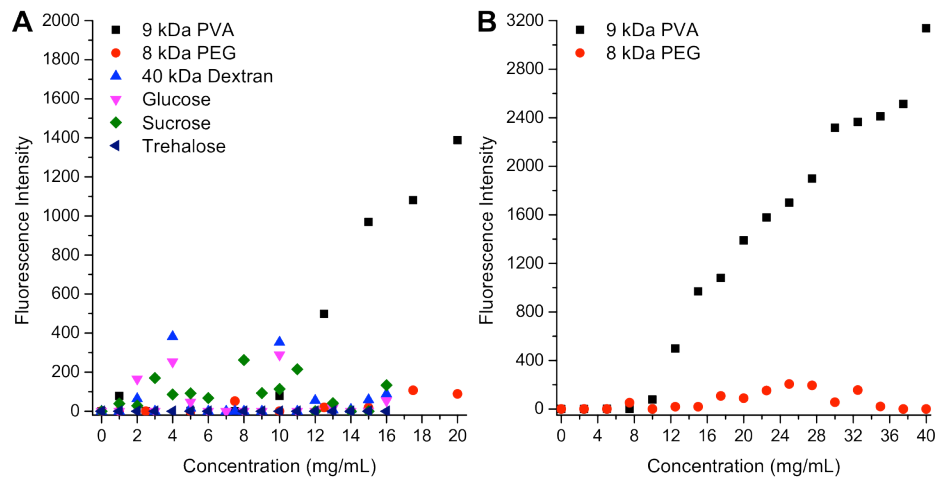 A
9 kDa PVA
8 kDa PEG
40 kDa Dextran
Glucose
Sucrose
Trehalose
2000
1800
1600
1400
1200
1000
800
600
400
200
0
Fluorescence Intensity
0 2 4 6 8 10 12 14 16 18 20
Concentration (mg/mL)
B
9 kDa PVA
8 kDa PEG
3200
2800
2400
2000
1600
1200
800
400
0
Fluorescence Intensity
0 4 8 12 16 20 24 28 32 36 40
Concentration (mg/mL)